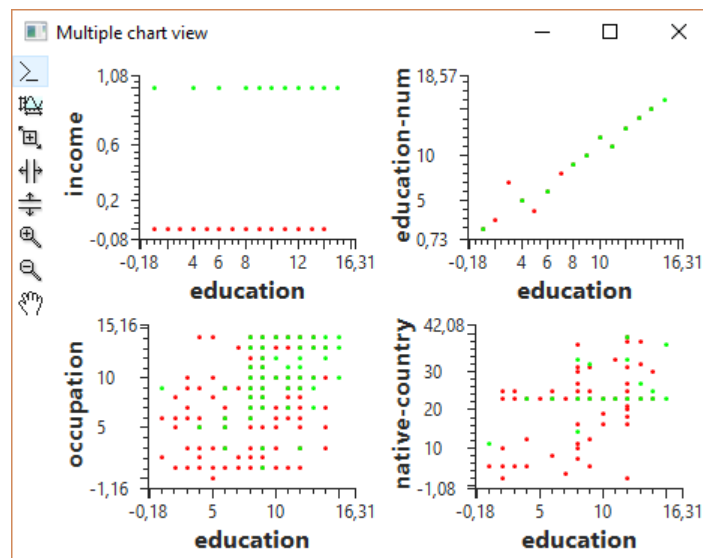 Multiple chart view
1,08
0,6
0,2
-0,08
income
-0,18 4 6 8 12 16,31
education
18,57
10
5
0,73
education-num
-0,18 4 6 8 10 16,31
education
15,16
10
5
-1,16
occupation
-0,18 5 10 16,31
education
42,08
30
20
10
-1,08
native-country
-0,18 5 10 16,31
education